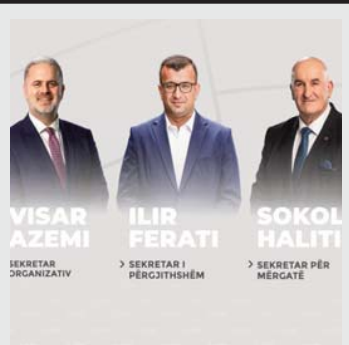 VISAR
AZEMI
SEKRETAR
ORGANIZATIV
ILIR
FERATI
> SEKRETAR I
PËRGJITHSHËM
SOKOL
HALITI
> SEKRETAR PËR
MËRGATË